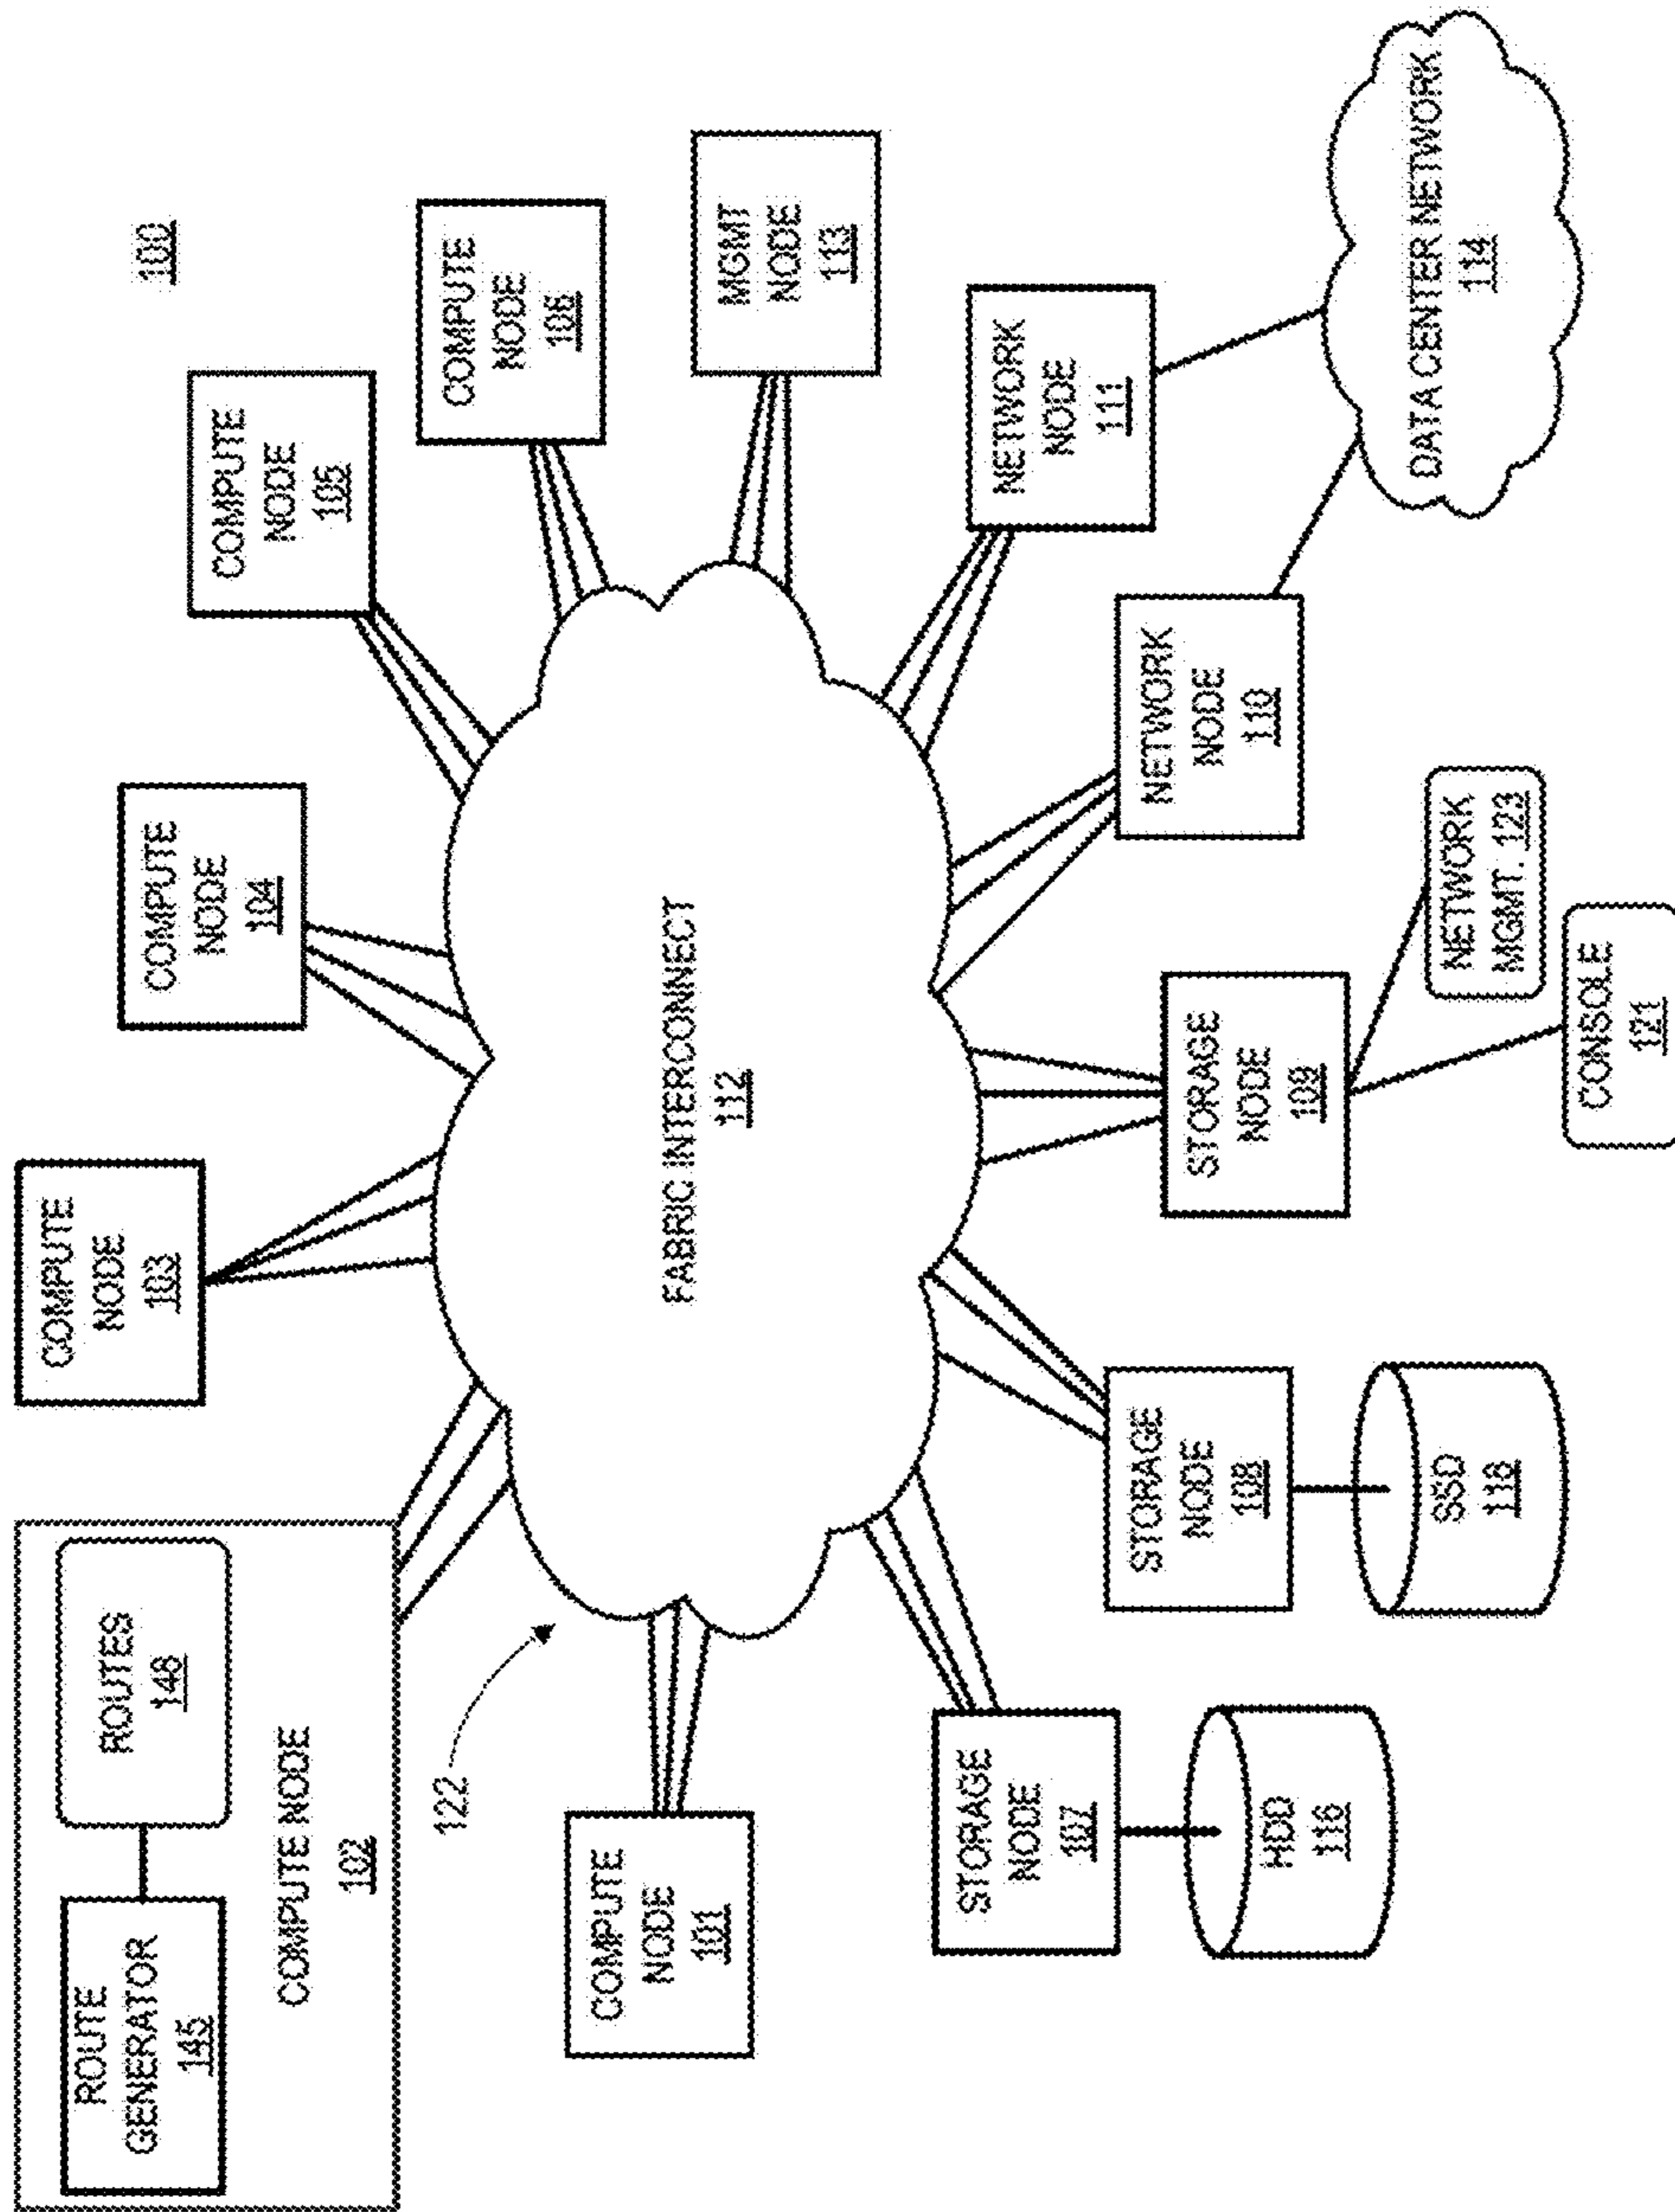 100
ROUTE
GENERATOR
145
ROUTES
148
COMPUTE NODE
102
COMPUTE
NODE
103
COMPUTE
NODE
104
COMPUTE
NODE
105
COMPUTE
NODE
106
122
COMPUTE
NODE
101
FABRIC INTERCONNECT
112
MGMT
NODE
113
STORAGE
NODE
107
STORAGE
NODE
108
STORAGE
NODE
109
NETWORK
NODE
110
NETWORK
NODE
111
HDD
116
SSD
118
NETWORK
MGMT. 123
CONSOLE
121
DATA CENTER NETWORK
114